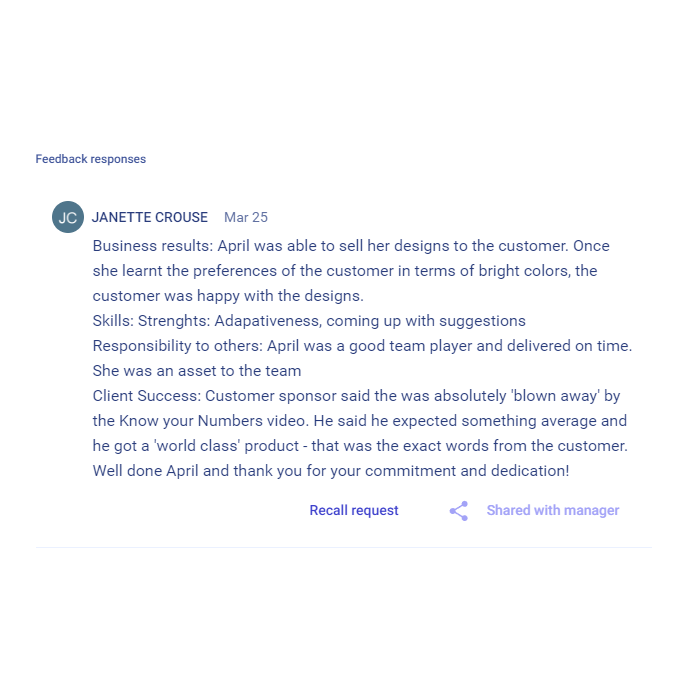 Feedback responses
JC JANETTE CROUSE Mar 25
Business results: April was able to sell her designs to the customer. Once
she learnt the preferences of the customer in terms of bright colors, the
customer was happy with the designs.
Skills: Strenghts: Adapativeness, coming up with suggestions
Responsibility to others: April was a good team player and delivered on time.
She was an asset to the team
Client Success: Customer sponsor said the was absolutely 'blown away' by
the Know your Numbers video. He said he expected something average and
he got a 'world class' product - that was the exact words from the customer.
Well done April and thank you for your commitment and dedication!
Recall request Shared with manager